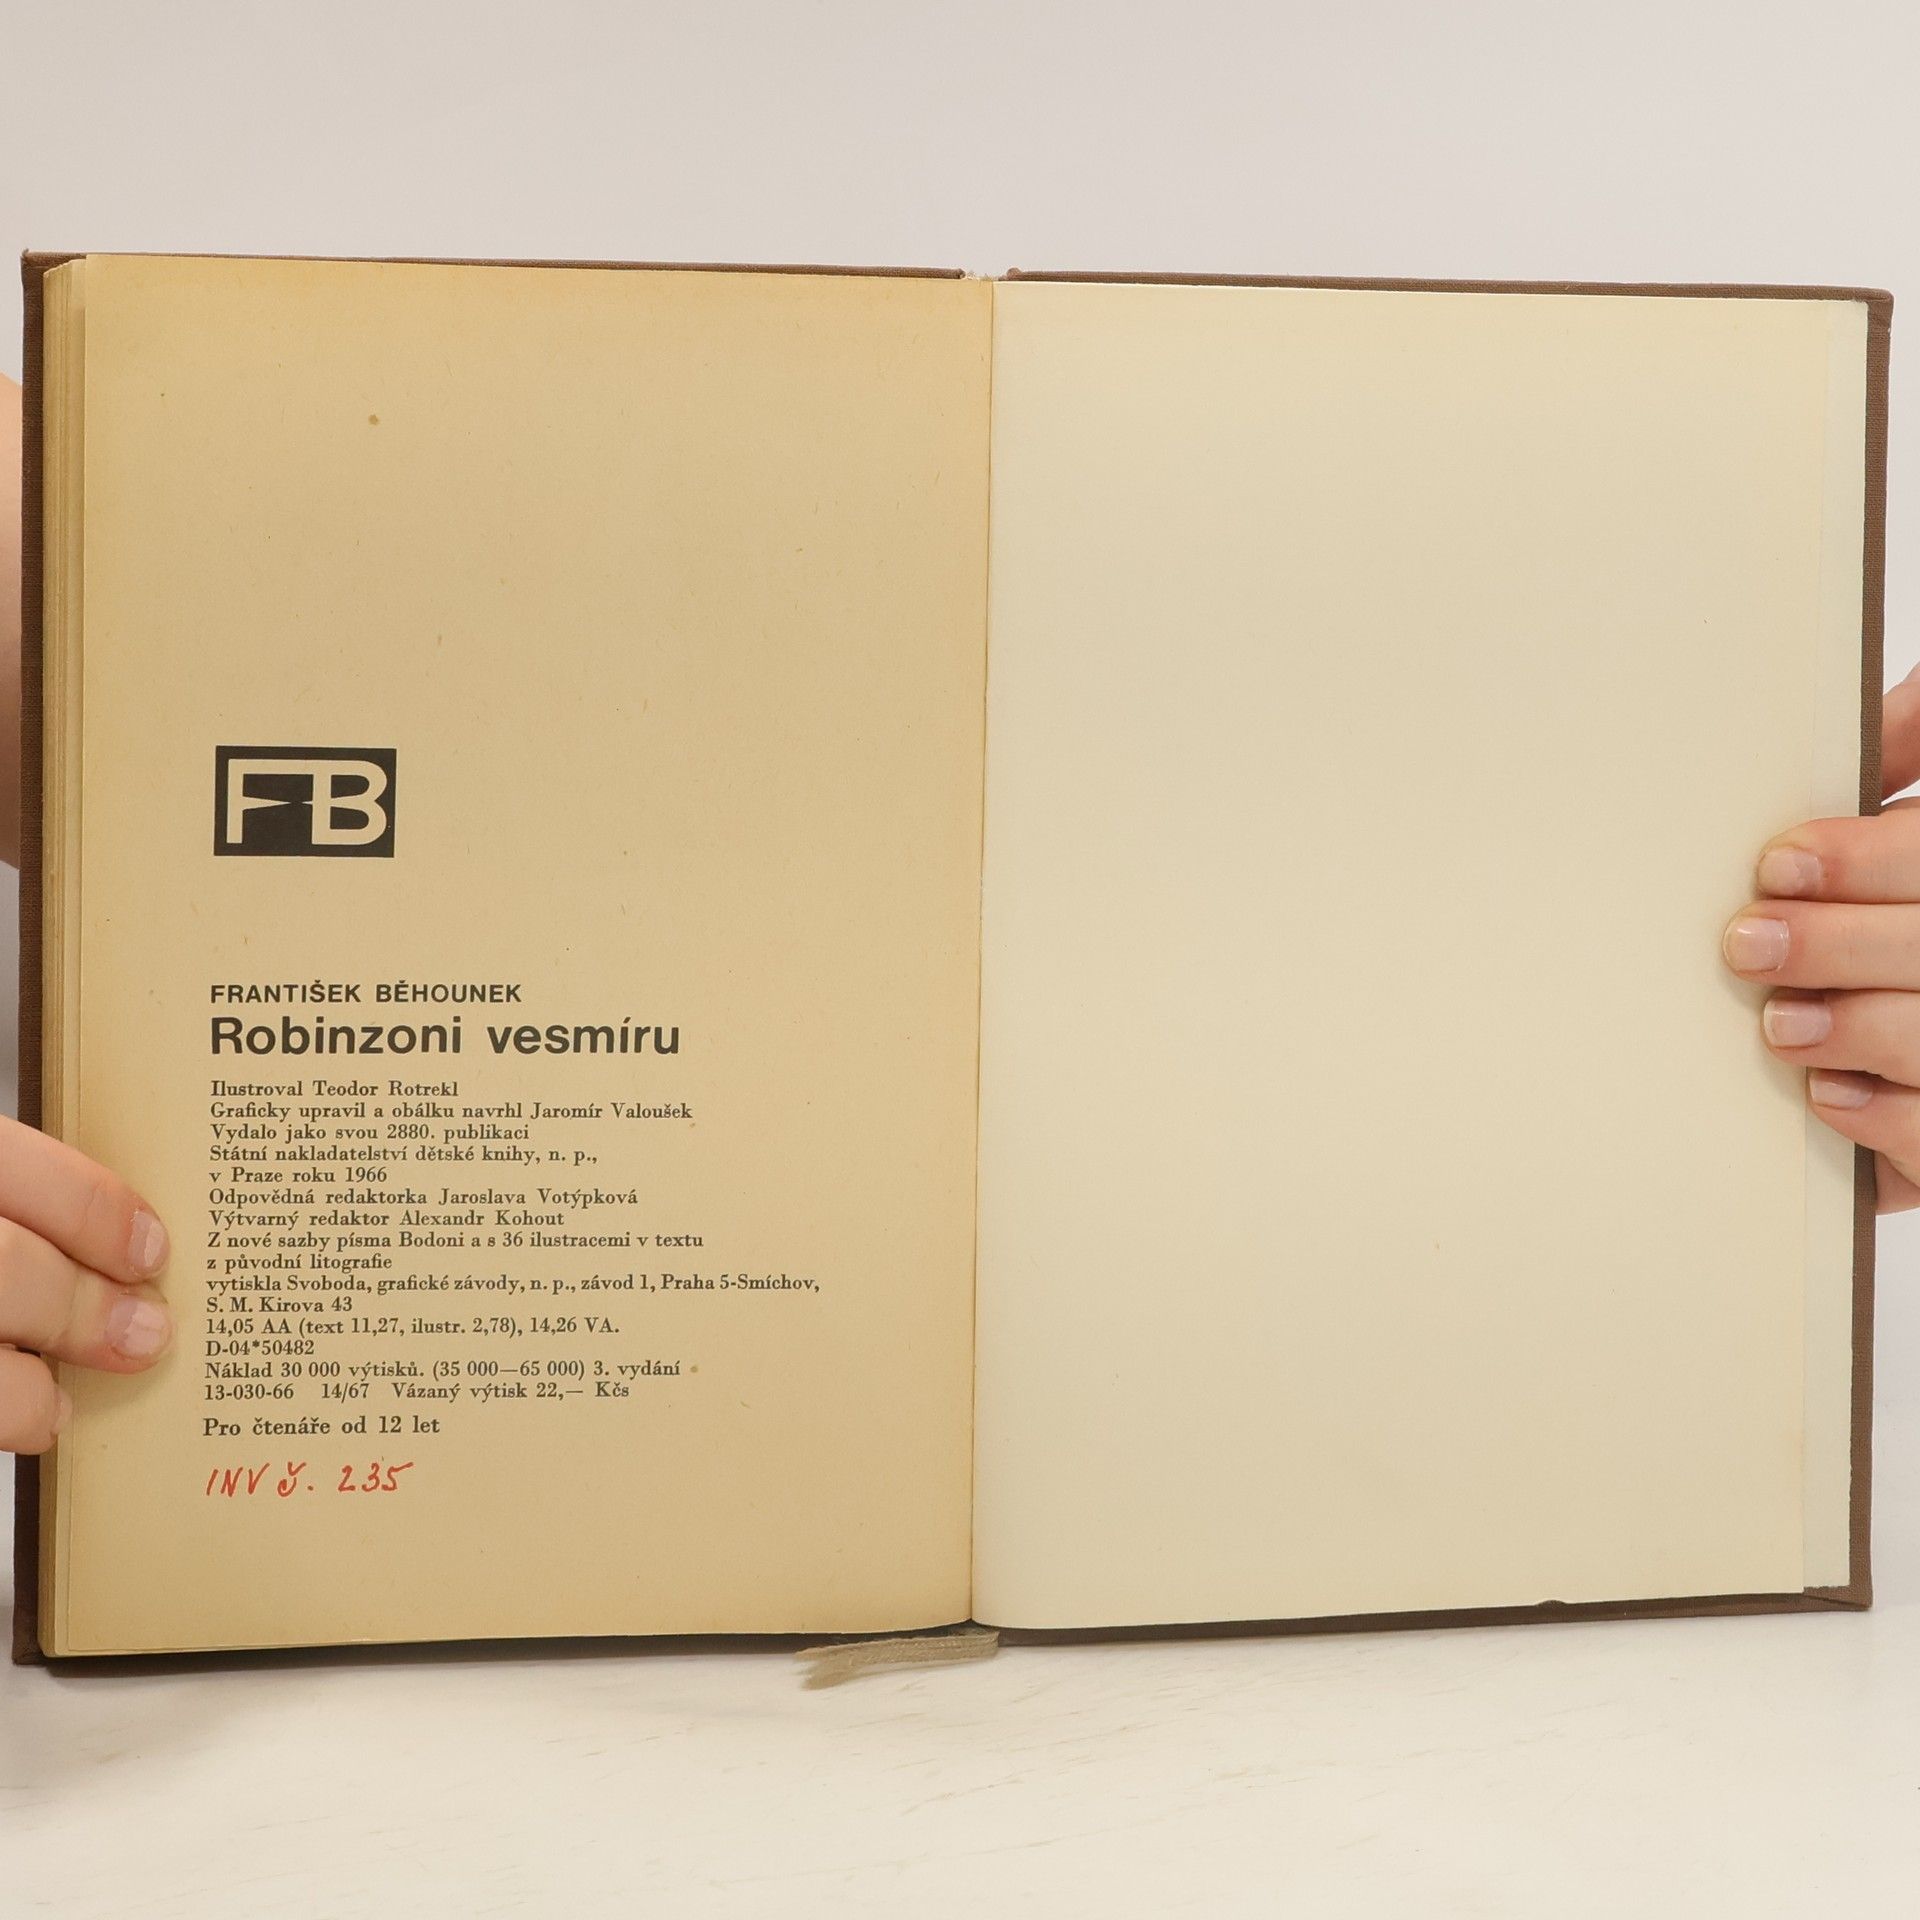 FB
FRANTIŠEK BĚHOUNEK
Robinzoni vesmíru
Ilustroval Teodor Rotrekl
Graficky upravil a obálku navrhl Jaromír Valoušek
Vydalo jako svou 2880. publikaci
Státní nakladatelství dětské knihy, n. p.,
v Praze roku 1966
Odpovědná redaktorka Jaroslava Votýpková
Výtvarný redaktor Alexandr Kohout
Z nové sazby písma Bodoni a s 36 ilustracemi v textu
z původní litografie
vytiskla Svoboda, grafické závody, n. p., závod 1, Praha 5-Smíchov,
S. M. Kirova 43
14,05 AA (text 11,27, ilustr. 2,78), 14,26 VA.
D-04*50482
Náklad 30 000 výtisků. (35 000—65 000) 3. vydání
13-030-66 14/67 Vázaný výtisk 22,— Kčs
Pro čtenáře od 12 let
INV č. 235